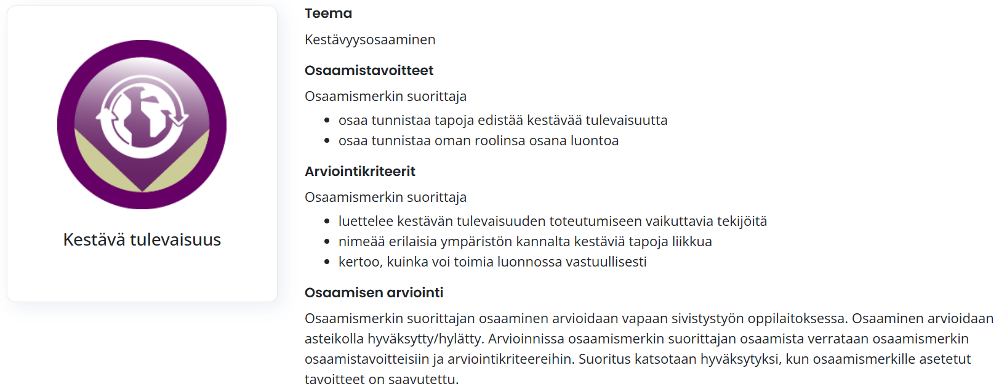 Teema
Kestävyysosaaminen
Osaamistavoitteet
Osaamismerkin suorittaja
osaa tunnistaa tapoja edistää kestävää tulevaisuutta
osaa tunnistaa oman roolinsa osana luontoa
Arviointikriteerit
Osaamismerkin suorittaja
luettelee kestävän tulevaisuuden toteutumiseen vaikuttavia tekijöitä
nimeää erilaisia ympäristön kannalta kestäviä tapoja liikkua
kertoo, kuinka voi toimia luonnossa vastuullisesti
Osaamisen arviointi
Osaamismerkin suorittajan osaaminen arvioidaan vapaan sivistystyön oppilaitoksessa. Osaaminen arvioidaan
asteikolla hyväksytty/hylätty. Arvioinnissa osaamismerkin suorittajan osaamista verrataan osaamismerkin
osaamistavoitteisiin ja arviointikriteereihin. Suoritus katsotaan hyväksytyksi, kun osaamismerkille asetetut
tavoitteet on saavutettu.
Kestävä tulevaisuus